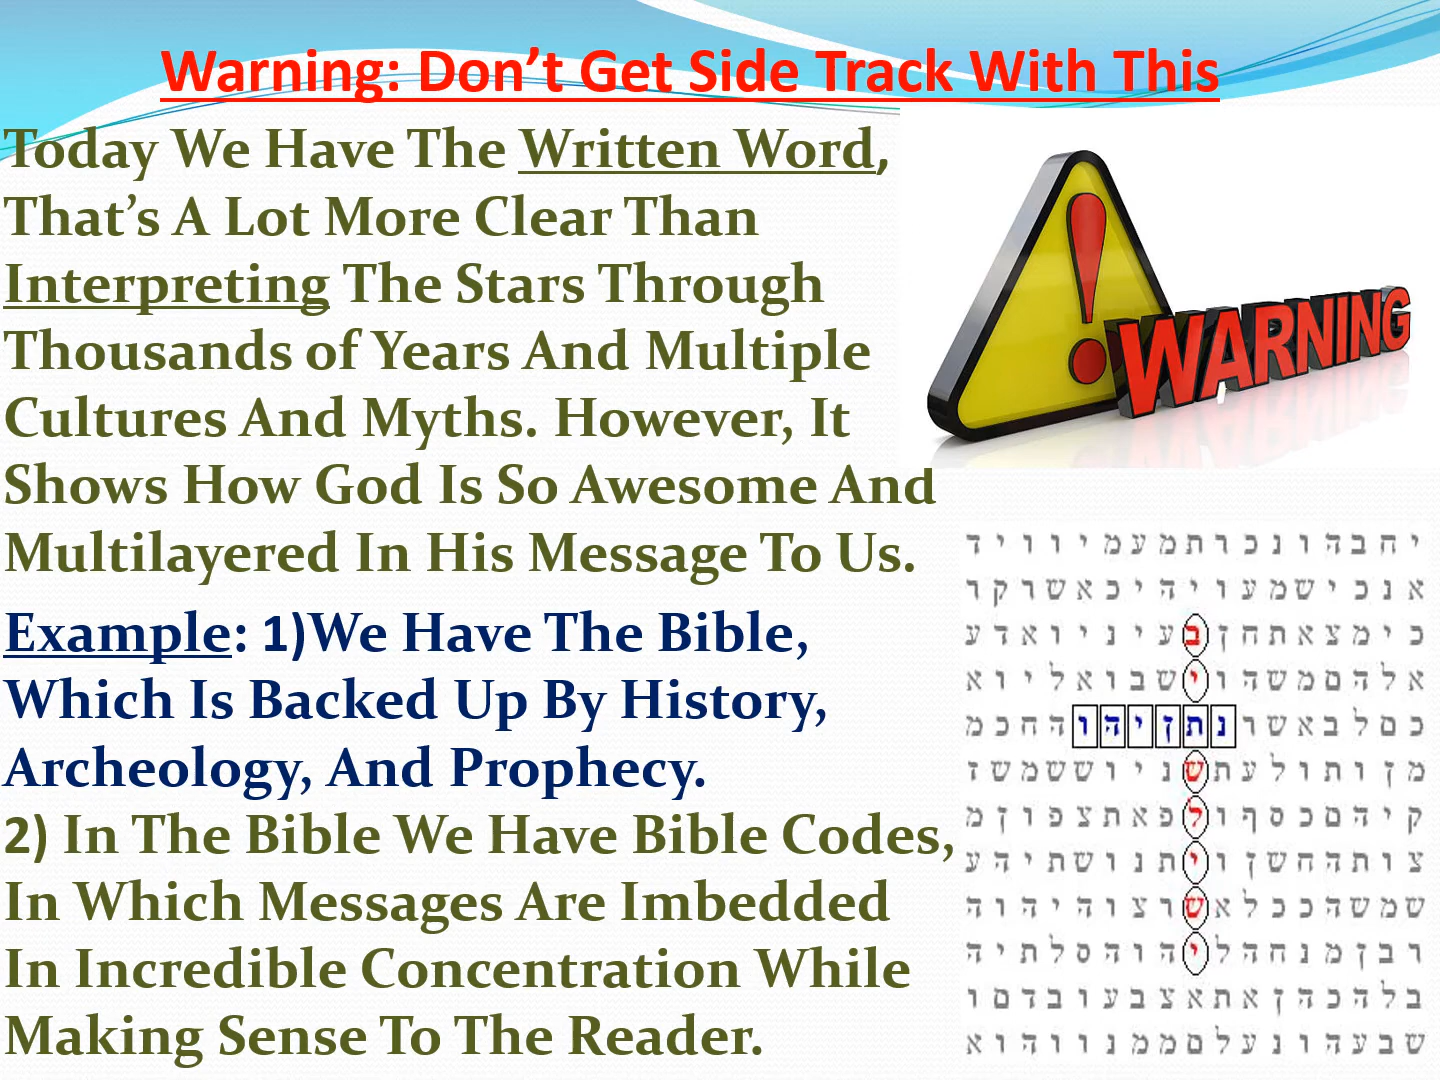 Warning: Don’t Get Side Track With This
Today We Have The Written Word,
That’s A Lot More Clear Than
Interpreting The Stars Through
Thousands of Years And Multiple
Cultures And Myths. However, It
Shows How God Is So Awesome And
Multilayered In His Message To Us.
Example: 1)We Have The Bible,
Which Is Backed Up By History,
Archeology, And Prophecy.
2) In The Bible We Have Bible Codes,
In Which Messages Are Imbedded
In Incredible Concentration While
Making Sense To The Reader.
WARNING
י ח ב ה ו נ כ ר ת מ ע מ י ו ו י ד
א נ כ י ש מ ע ו י ה י כ א ש ר ק ר
כ י מ צ א ת ח ן ב ע י נ י ו א ד ע
א ל ה ם מ ש ה ו י ש ב ו א ל י ו א
כ ם ל ב א ש ר נ ת ן י ה ו ה ח כ מ
מ ן ו ת ו ל ע ת ש נ י ו ש ש מ ש ז
ק י ה ם כ ס ף ו ל פ א ת צ פ ו ן מ
צ ו ת ה ח ש ן ו י ת נ ו ש ת י ה ע
ש מ ש ה כ כ ל א ש ר צ ו ה י ה ו ה
ו ב ן מ נ ח ה ל י ה ו ה ס ל ת י ה
ב ל ה כ ה ן א ת א צ ב ע ו ב ד ם ו
ש ב ע ה ו נ ע ל ם מ מ נ ו ו ה ו א